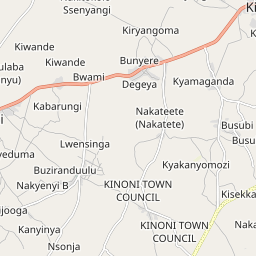 Ssenyangi
Kiryangoma
Ki
Kiwande
Kiwande
Bunyere
Bwami
Degeya
Kyamaganda
Kabarungi
Nakateete
(Nakatete)
Busubi
Lwensinga
Kyakanyomozi
Buziranduulu
Nakyenyi B
KINONI TOWN
COUNCIL
Kisekka
Kanyinya
KINONI TOWN
COUNCIL
Nsonja